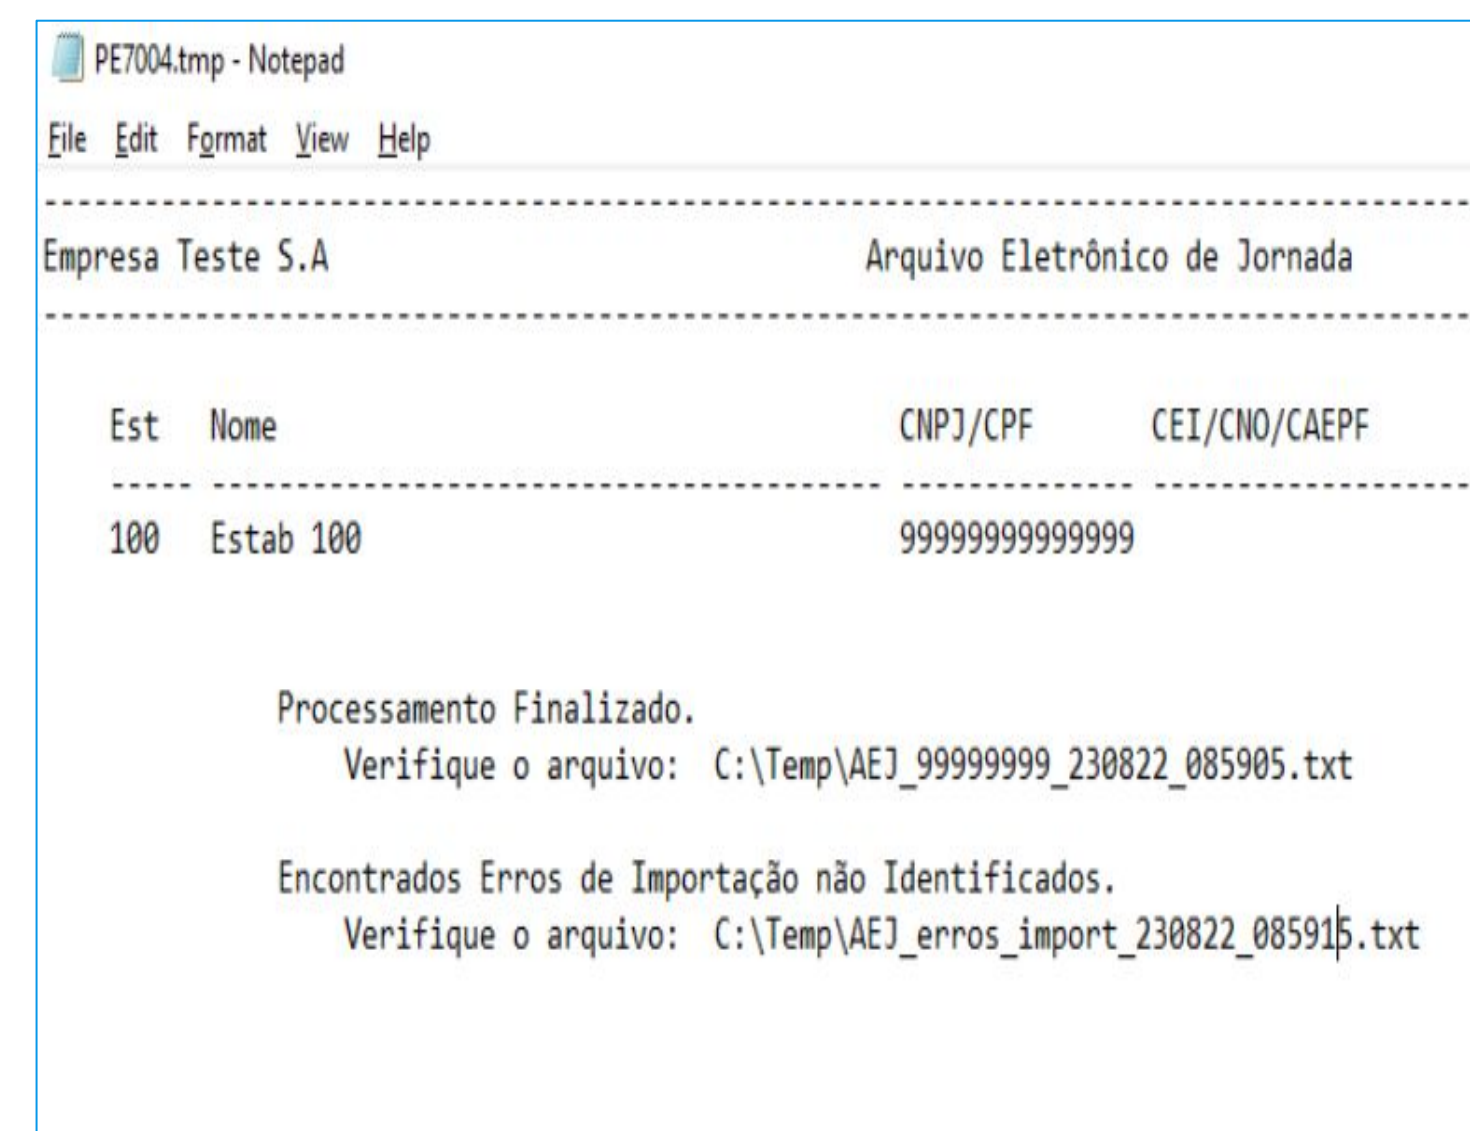 PE7004.tmp - Notepad
File Edit Format View Help
--------------------------------------------------------------------------------------
Empresa Teste S.A Arquivo Eletrônico de Jornada
--------------------------------------------------------------------------------------
Est Nome CNPJ/CPF CEI/CNO/CAEPF
----- ---------------------------------------- -------------- -------------------
100 Estab 100 99999999999999
Processamento Finalizado.
Verifique o arquivo: C:\Temp\AEJ_99999999_230822_085905.txt
Encontrados Erros de Importação não Identificados.
Verifique o arquivo: C:\Temp\AEJ_erros_import_230822_085915.txt